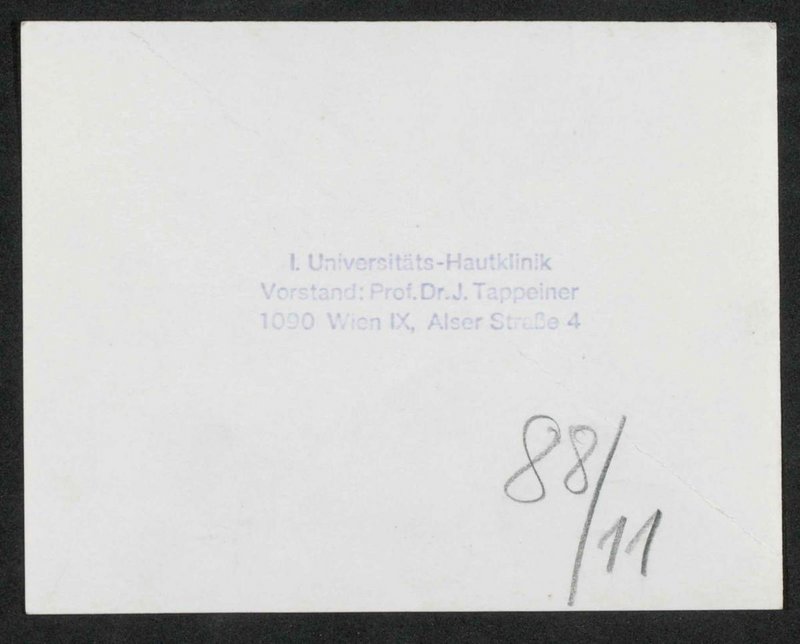 I. Universitäts-Hautklinik
Vorstand: Prof. Dr. J. Tappeiner
1090 Wien IX, Alser Straße 4
88/11